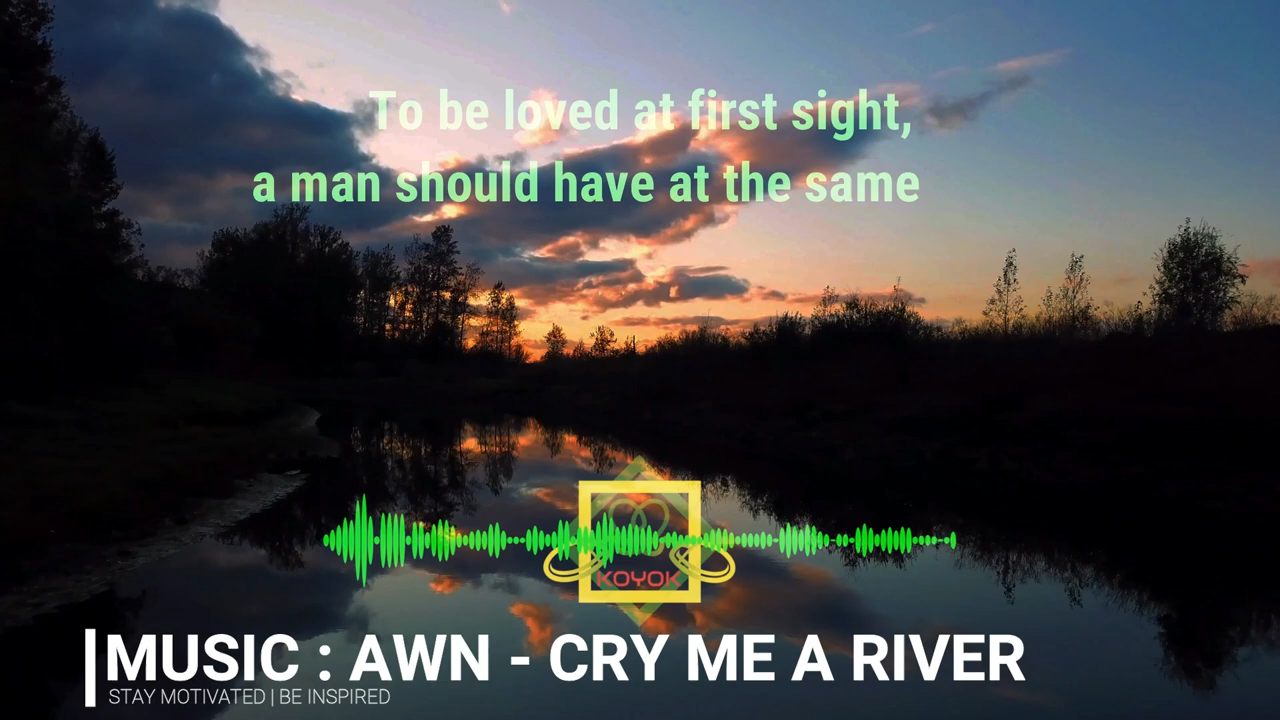 To be loved at first sight,
a man should have at the same
KOYOK
MUSIC : AWN - CRY ME A RIVER
STAY MOTIVATED | BE INSPIRED